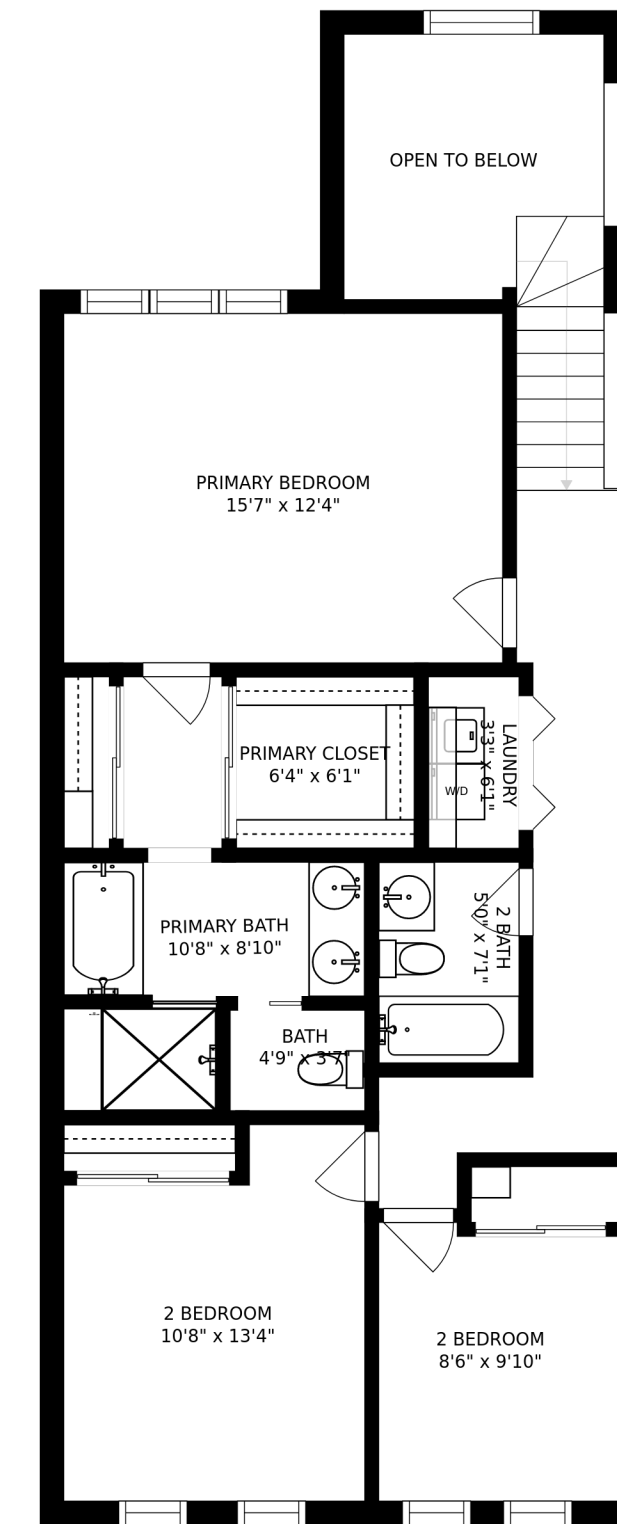 OPEN TO BELOW
PRIMARY BEDROOM
15'7" x 12'4"
PRIMARY CLOSET
6'4" x 6'1"
LAUNDRY
3'3" x 6'1"
W/D
PRIMARY BATH
10'8" x 8'10"
2 BATH
5'0" x 7'1"
BATH
4'9" x 3'7"
2 BEDROOM
10'8" x 13'4"
2 BEDROOM
8'6" x 9'10"